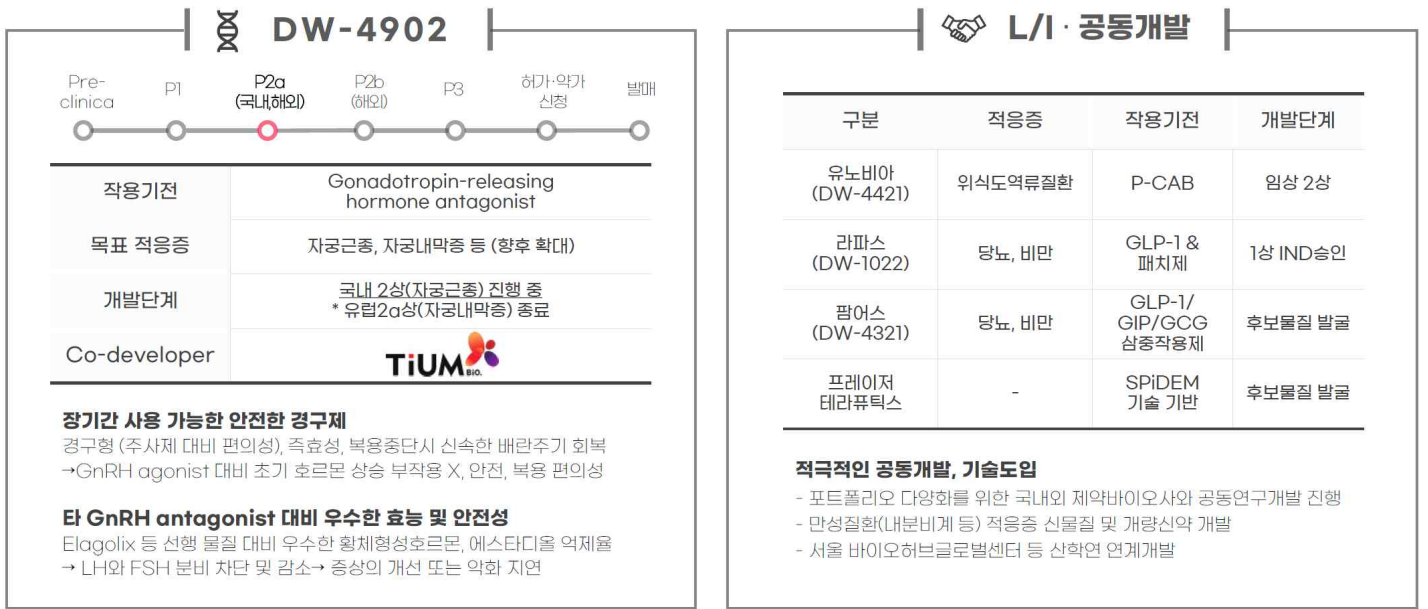 DW-4902
Pre-
clinica
P1
P2a
(국내,해외)
P2b
(해외)
P3
허가·약가
신청
발매
작용기전
Gonadotropin-releasing
hormone antagonist
목표 적응증
자궁근종, 자궁내막증 등 (향후 확대)
개발단계
국내 2상(자궁근종) 진행 중
* 유럽2a상(자궁내막증) 종료
Co-developer
TiUM BIO.
장기간 사용 가능한 안전한 경구제
경구형 (주사제 대비 편의성), 즉효성, 복용중단시 신속한 배란주기 회복
→GnRH agonist 대비 초기 호르몬 상승 부작용 X, 안전, 복용 편의성
타 GnRH antagonist 대비 우수한 효능 및 안전성
Elagolix 등 선행 물질 대비 우수한 황체형성호르몬, 에스타디올 억제율
→ LH와 FSH 분비 차단 및 감소→ 증상의 개선 또는 악화 지연
L/I · 공동개발
구분 적응증 작용기전 개발단계
유노비아
(DW-4421)
위식도역류질환
P-CAB
임상 2상
라파스
(DW-1022)
당뇨, 비만
GLP-1 &
패치제
1상 IND승인
팜어스
(DW-4321)
당뇨, 비만
GLP-1/
GIP/GCG
삼중작용제
후보물질 발굴
프레이저
테라퓨틱스
-
SPiDEM
기술 기반
후보물질 발굴
적극적인 공동개발, 기술도입
- 포트폴리오 다양화를 위한 국내외 제약바이오사와 공동연구개발 진행
- 만성질환(내분비계 등) 적응증 신물질 및 개량신약 개발
- 서울 바이오허브글로벌센터 등 산학연 연계개발